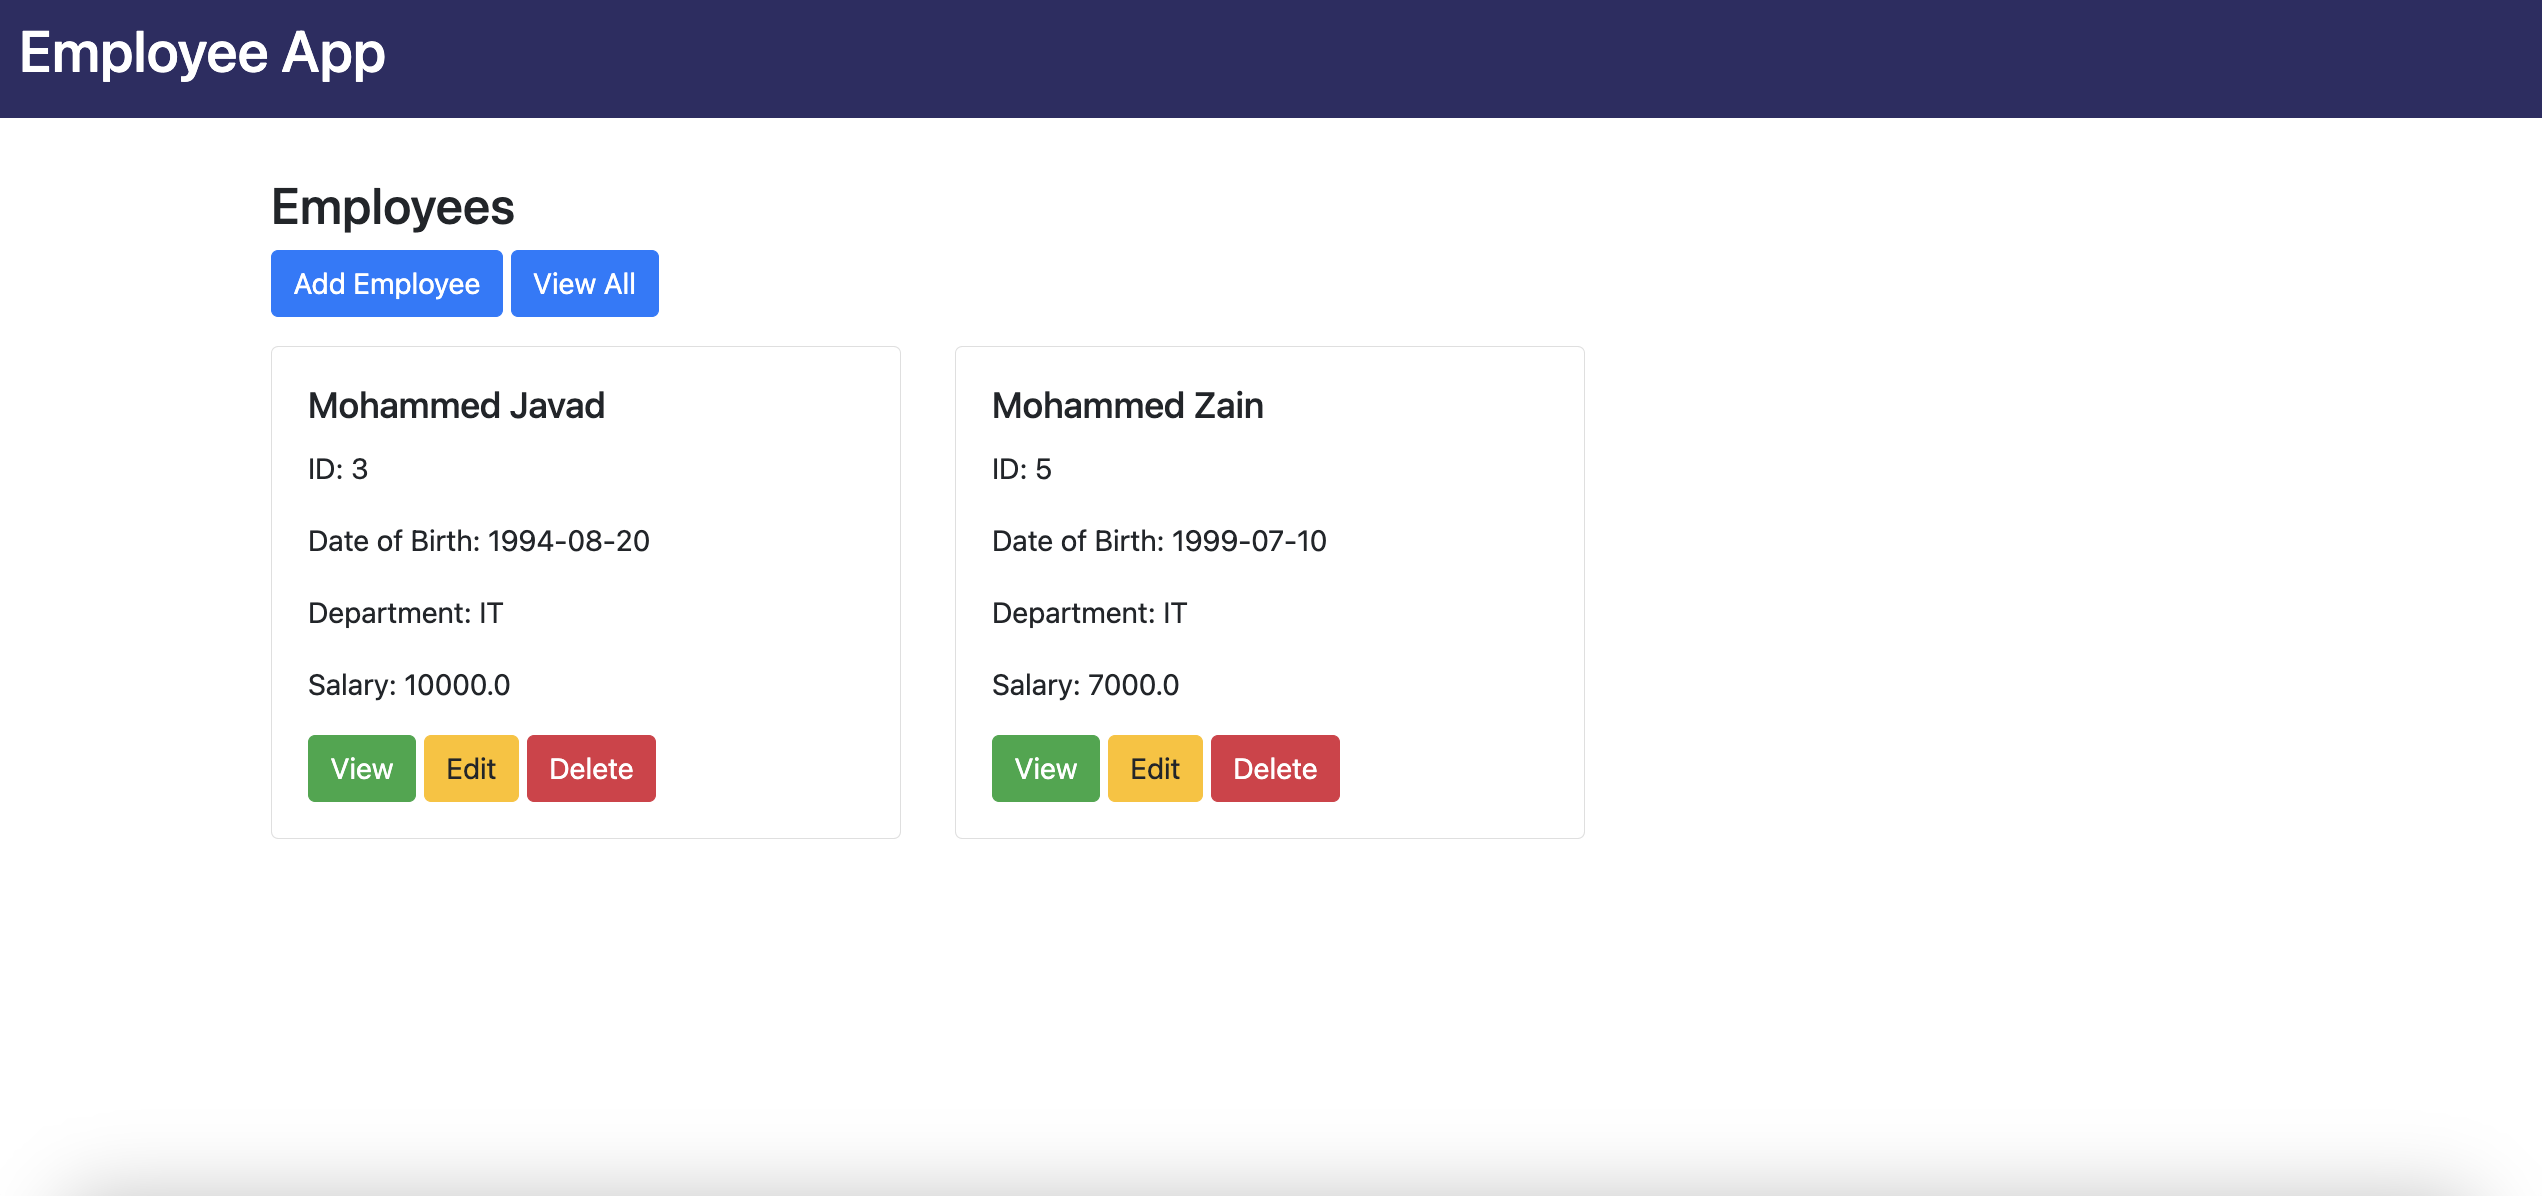 Employee App
Employees
Add Employee View All
Mohammed Javad
ID: 3
Date of Birth: 1994-08-20
Department: IT
Salary: 10000.0
View Edit Delete
Mohammed Zain
ID: 5
Date of Birth: 1999-07-10
Department: IT
Salary: 7000.0
View Edit Delete